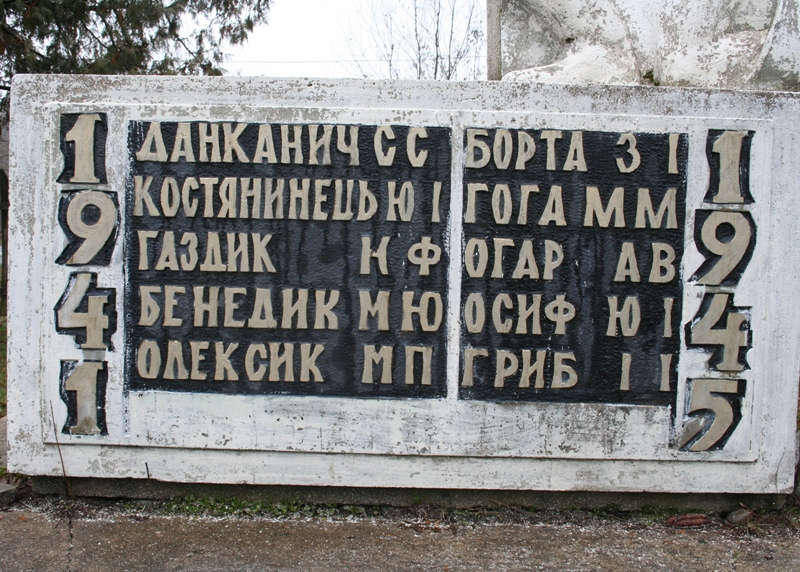 1941
ДАНКАНИЧ С С
КОСТЯНИНЕЦЬ Ю І
ГАЗДИК Н Ф
БЕНЕДИК М Ю
ОЛЕКСИК М П
БОРТА З І
ГОГА М М
ОГАР А В
ОСИФ Ю І
ГРИБ І І
1945